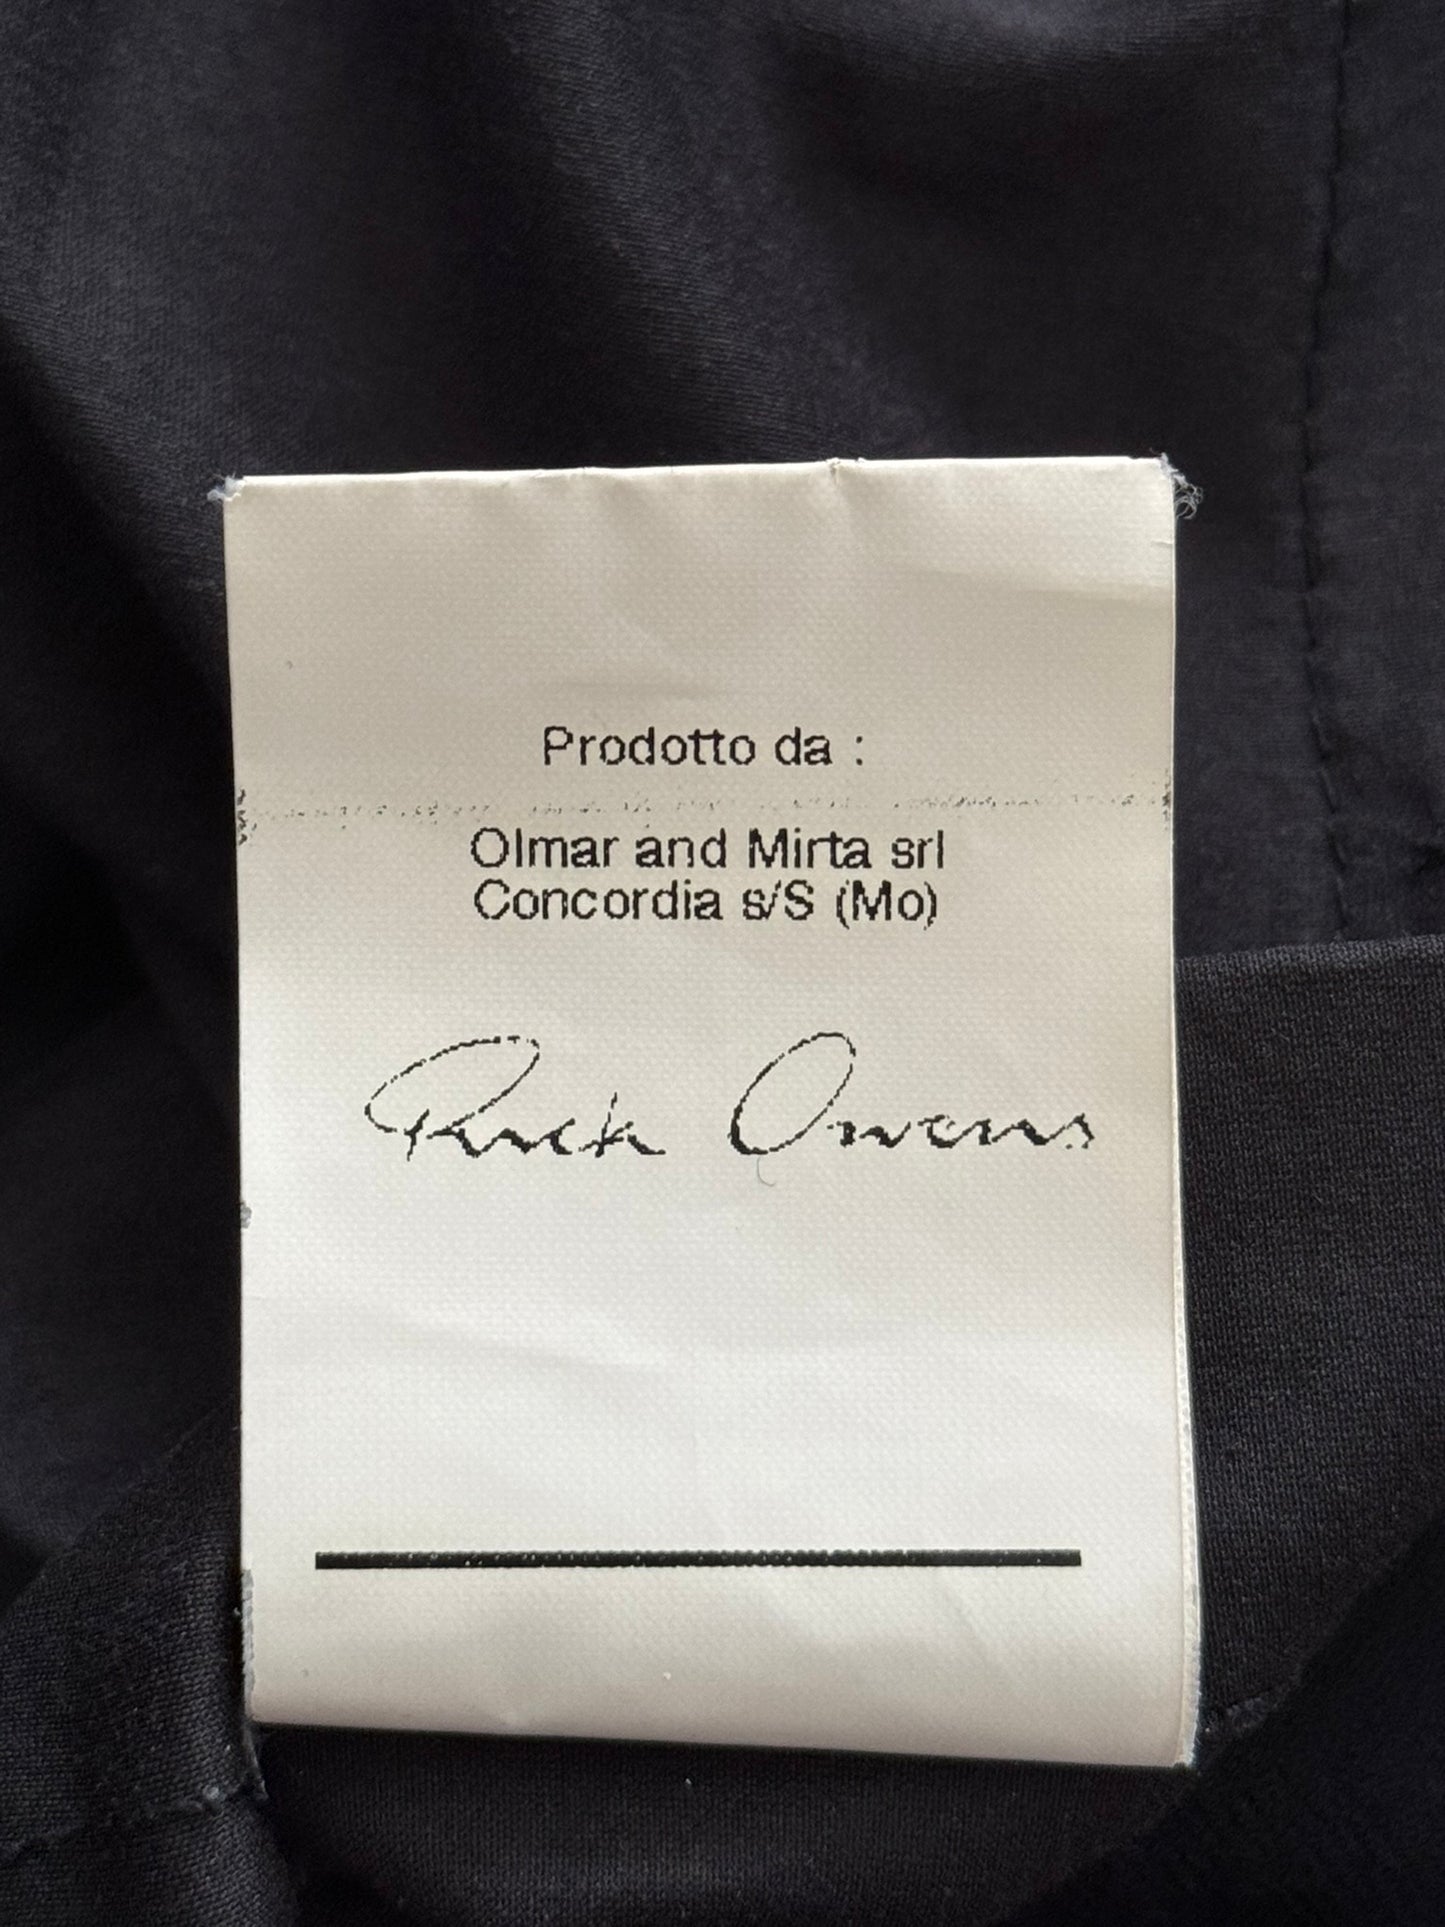 Prodotto da :
Olmar and Mirta srl
Concordia s/S (Mo)
Rick Owens